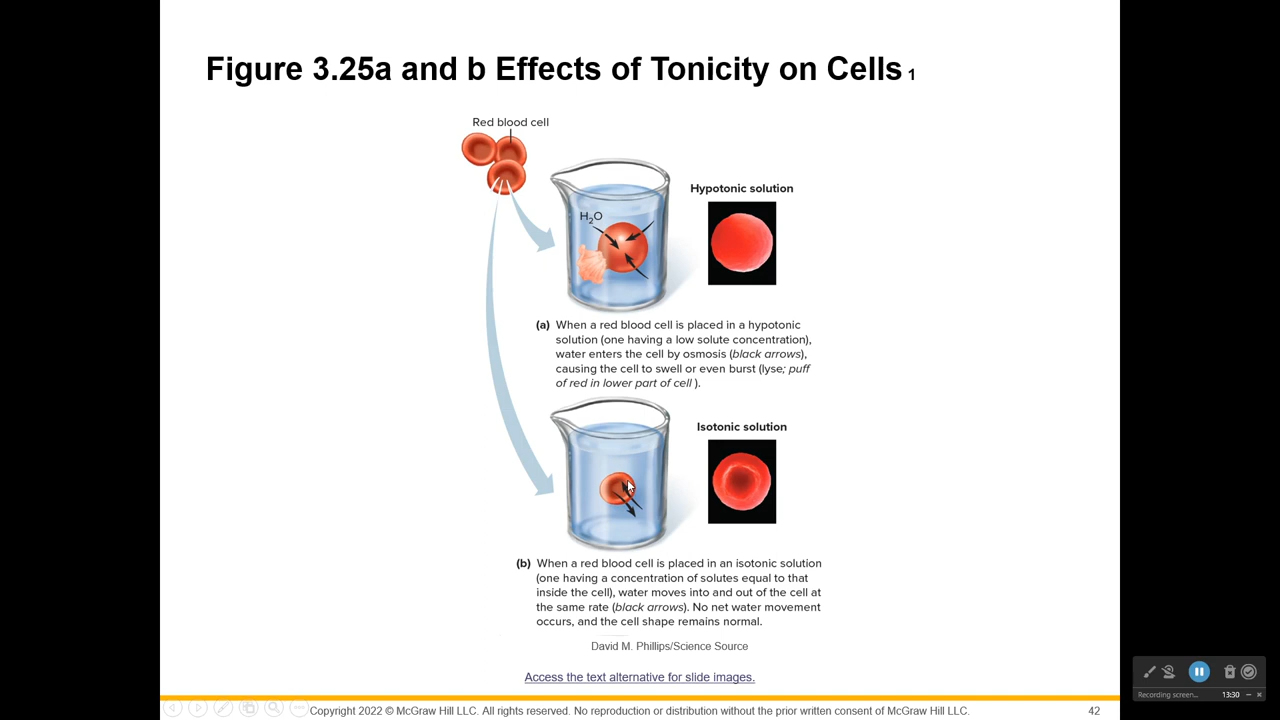 Figure 3.25a and b Effects of Tonicity on Cells 1
Red blood cell
Hypotonic solution
H2O
(a) When a red blood cell is placed in a hypotonic
solution (one having a low solute concentration),
water enters the cell by osmosis (black arrows),
causing the cell to swell or even burst (lyse; puff
of red in lower part of cell ).
Isotonic solution
(b) When a red blood cell is placed in an isotonic solution
(one having a concentration of solutes equal to that
inside the cell), water moves into and out of the cell at
the same rate (black arrows). No net water movement
occurs, and the cell shape remains normal.
David M. Phillips/Science Source
Access the text alternative for slide images.
Copyright 2022 © McGraw Hill LLC. All rights reserved. No reproduction or distribution without the prior written consent of McGraw Hill LLC.
42
Recording screen...
13:30